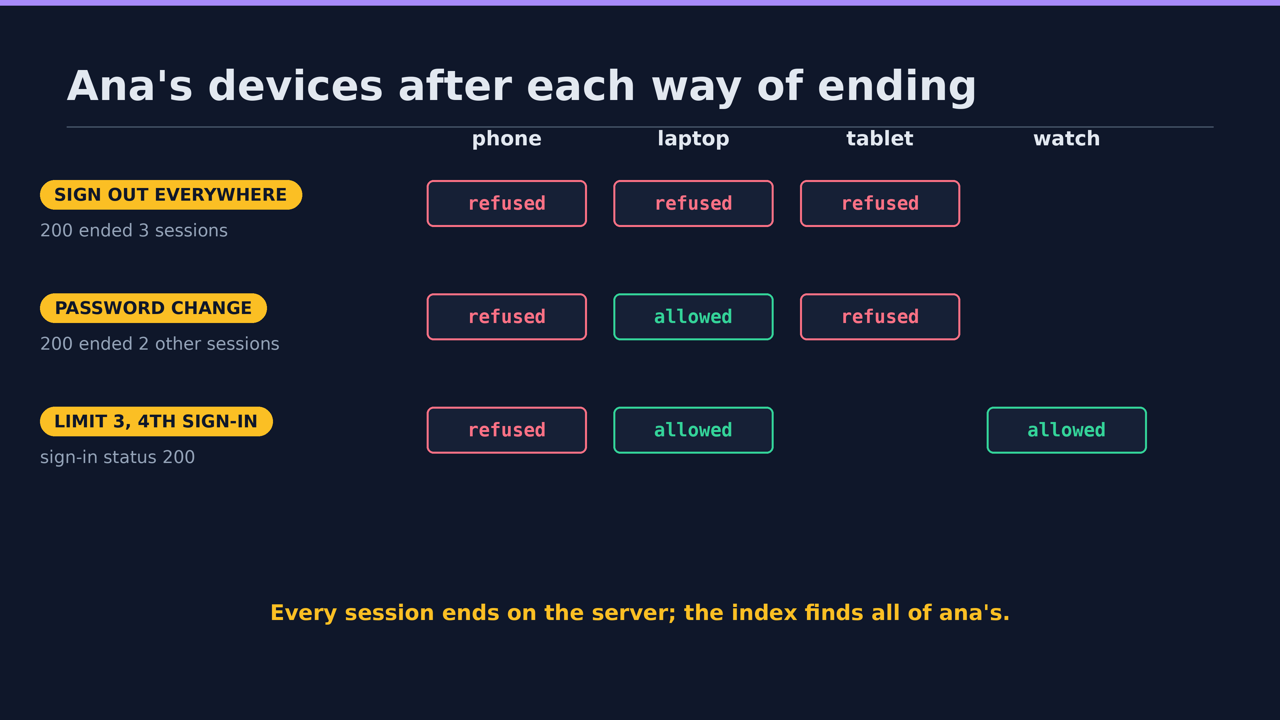 Ana's devices after each way of ending
phone laptop tablet watch
SIGN OUT EVERYWHERE refused refused refused
200 ended 3 sessions
PASSWORD CHANGE refused allowed refused
200 ended 2 other sessions
LIMIT 3, 4TH SIGN-IN refused allowed allowed
sign-in status 200
Every session ends on the server; the index finds all of ana's.